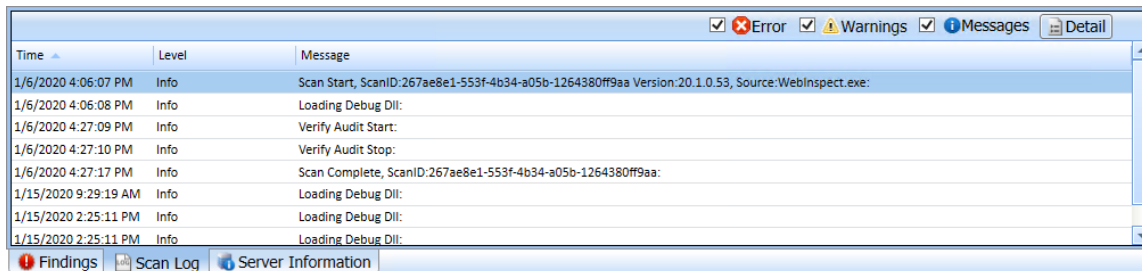 Error Warnings Messages Detail
Time Level Message
1/6/2020 4:06:07 PM Info Scan Start, ScanID:267ae8e1-553f-4b34-a05b-1264380ff9aa Version:20.1.0.53, Source:WebInspect.exe:
1/6/2020 4:06:08 PM Info Loading Debug Dll:
1/6/2020 4:27:09 PM Info Verify Audit Start:
1/6/2020 4:27:10 PM Info Verify Audit Stop:
1/6/2020 4:27:17 PM Info Scan Complete, ScanID:267ae8e1-553f-4b34-a05b-1264380ff9aa:
1/15/2020 9:29:19 AM Info Loading Debug Dll:
1/15/2020 2:25:11 PM Info Loading Debug Dll:
1/15/2020 2:25:11 PM Info Loading Debug Dll:
Findings Scan Log Server Information